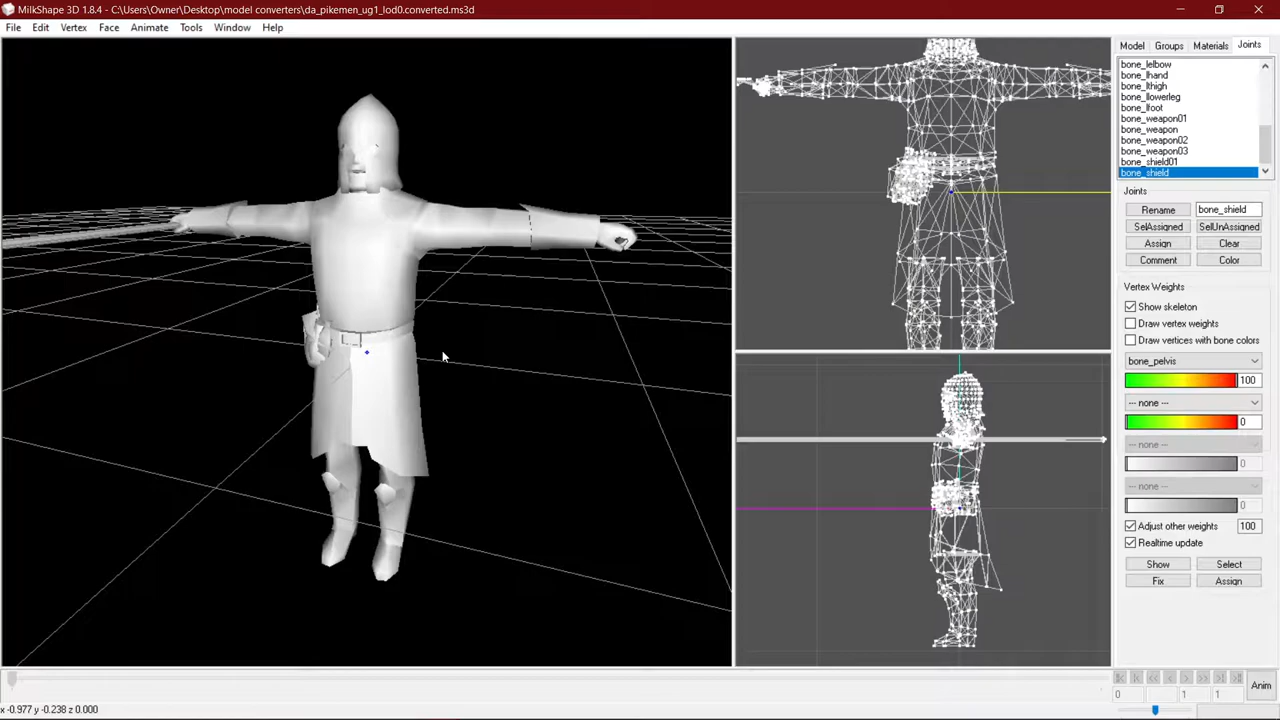 MilkShape 3D 1.8.4 - C:\Users\Owner\Desktop\model converters\da_pikemen_ug1_lod0.converted.ms3d
File Edit Vertex Face Animate Tools Window Help
Model Groups Materials Joints
bone_lelbow
bone_lhand
bone_lthigh
bone_llowerleg
bone_lfoot
bone_weapon01
bone_weapon
bone_weapon02
bone_weapon03
bone_shield01
bone_shield
Joints
Rename bone_shield
SelAssigned SelUnAssigned
Assign Clear
Comment Color
Vertex Weights
Show skeleton
Draw vertex weights
Draw vertices with bone colors
bone_pelvis
100
-- none --
0
-- none --
0
-- none --
0
Adjust other weights 100
Realtime update
Show Select
Fix Assign
Anim
0 1 1
x -0.977 y -0.238 z 0.000